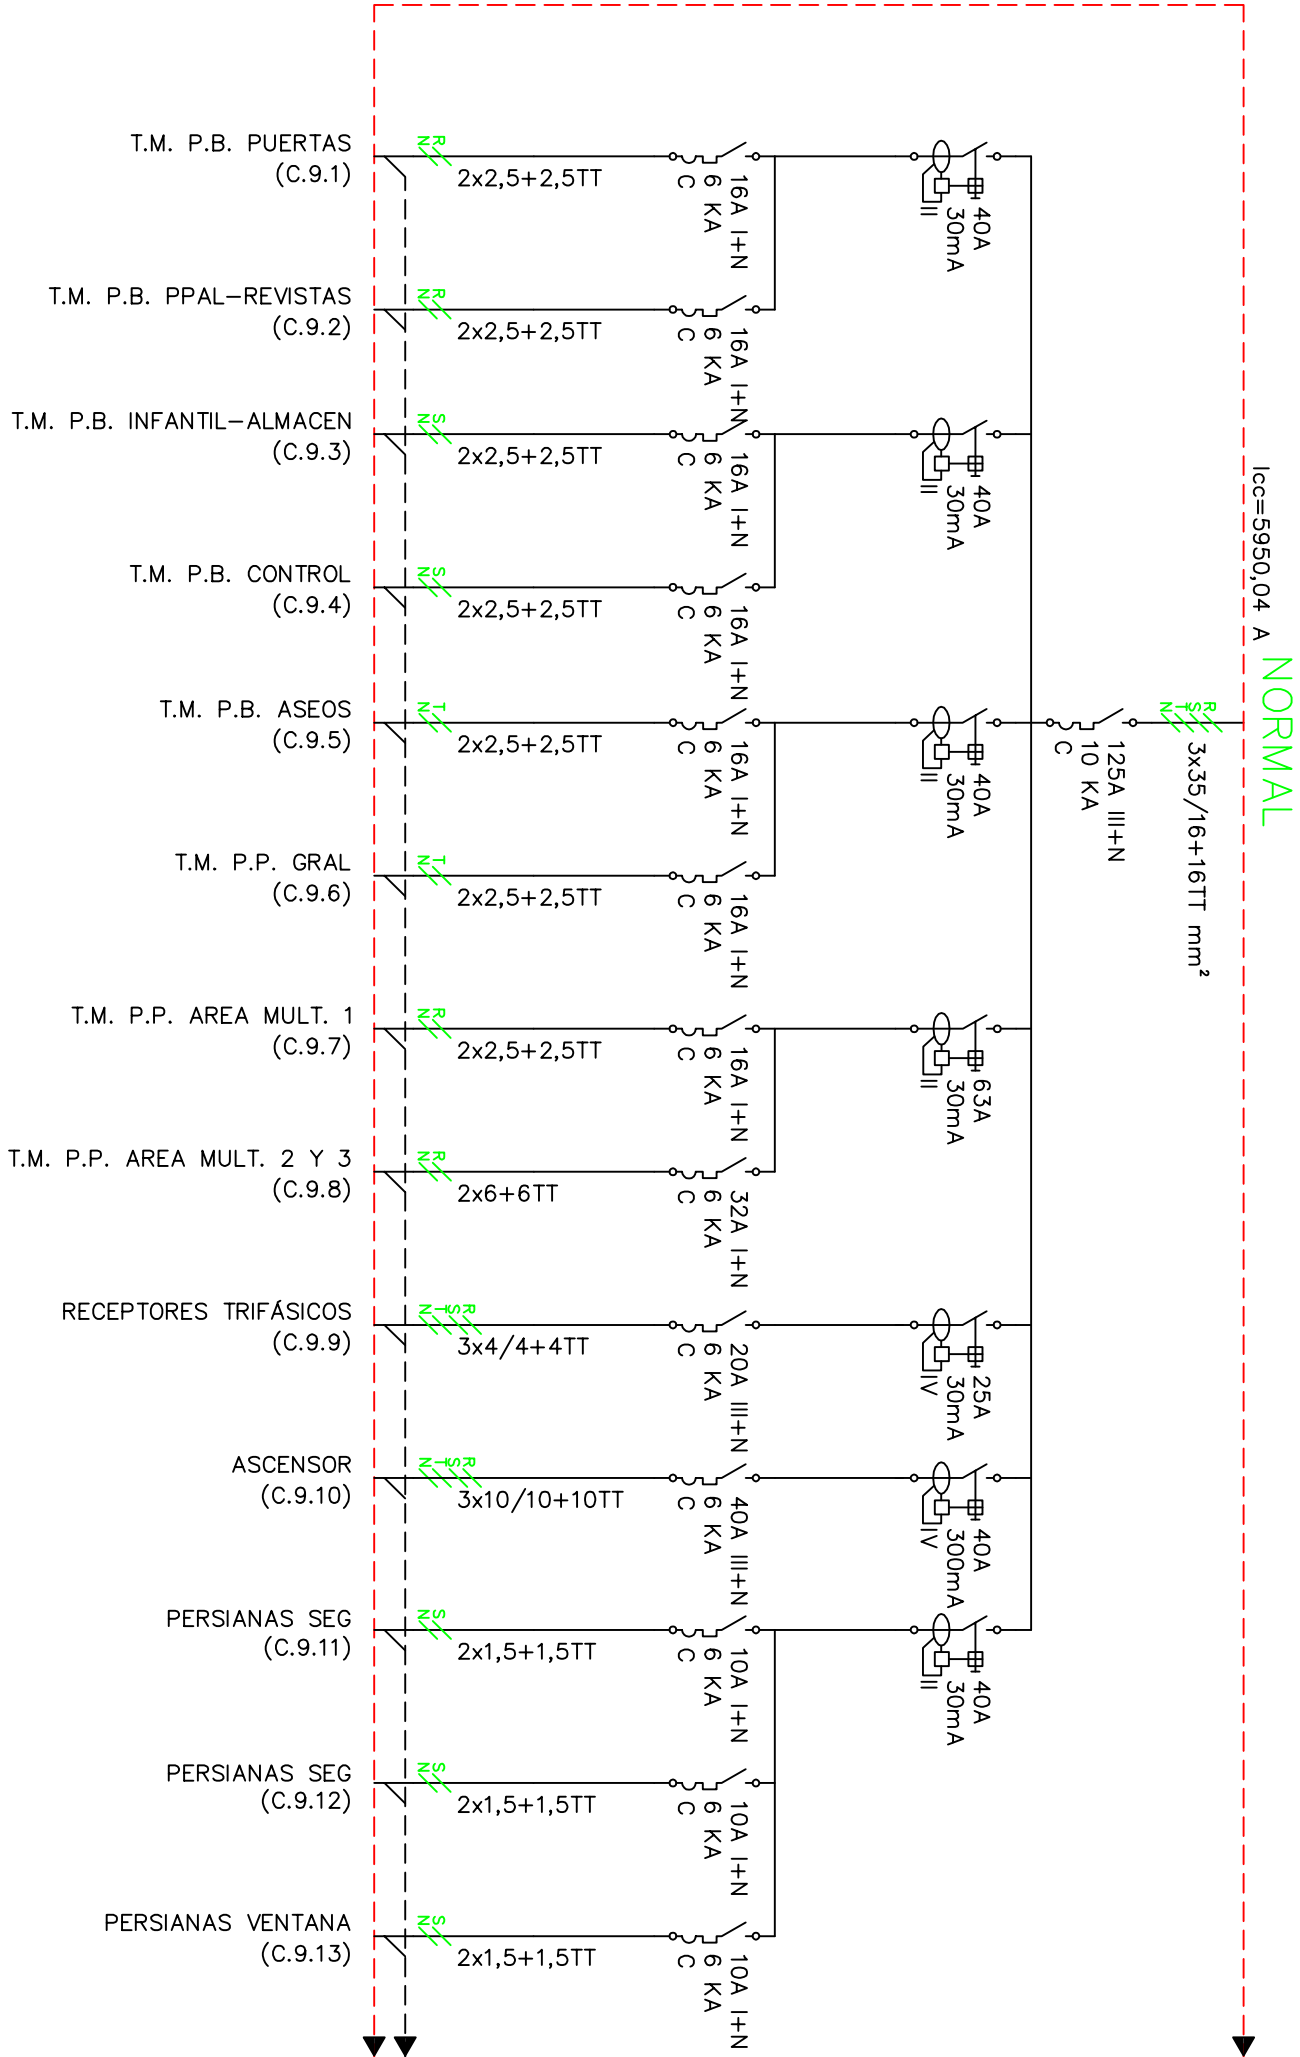 Icc=5950,04 A
NORMAL
R
S
T
N
3x35/16+16TT mm²
125A III+N
10 KA
C
T.M. P.B. PUERTAS
(C.9.1)
R
N
2x2,5+2,5TT
16A I+N
6 KA
C
40A
30mA
II
T.M. P.B. PPAL-REVISTAS
(C.9.2)
R
N
2x2,5+2,5TT
16A I+N
6 KA
C
T.M. P.B. INFANTIL-ALMACEN
(C.9.3)
S
N
2x2,5+2,5TT
16A I+N
6 KA
C
40A
30mA
II
T.M. P.B. CONTROL
(C.9.4)
S
N
2x2,5+2,5TT
16A I+N
6 KA
C
T.M. P.B. ASEOS
(C.9.5)
T
N
2x2,5+2,5TT
16A I+N
6 KA
C
40A
30mA
II
T.M. P.P. GRAL
(C.9.6)
T
N
2x2,5+2,5TT
16A I+N
6 KA
C
T.M. P.P. AREA MULT. 1
(C.9.7)
R
N
2x2,5+2,5TT
16A I+N
6 KA
C
63A
30mA
II
T.M. P.P. AREA MULT. 2 Y 3
(C.9.8)
R
N
2x6+6TT
32A I+N
6 KA
C
RECEPTORES TRIFÁSICOS
(C.9.9)
R
S
T
N
3x4/4+4TT
20A III+N
6 KA
C
25A
30mA
IV
ASCENSOR
(C.9.10)
R
S
T
N
3x10/10+10TT
40A III+N
6 KA
C
40A
300mA
IV
PERSIANAS SEG
(C.9.11)
S
N
2x1,5+1,5TT
10A I+N
6 KA
C
40A
30mA
II
PERSIANAS SEG
(C.9.12)
S
N
2x1,5+1,5TT
10A I+N
6 KA
C
PERSIANAS VENTANA
(C.9.13)
S
N
2x1,5+1,5TT
10A I+N
6 KA
C